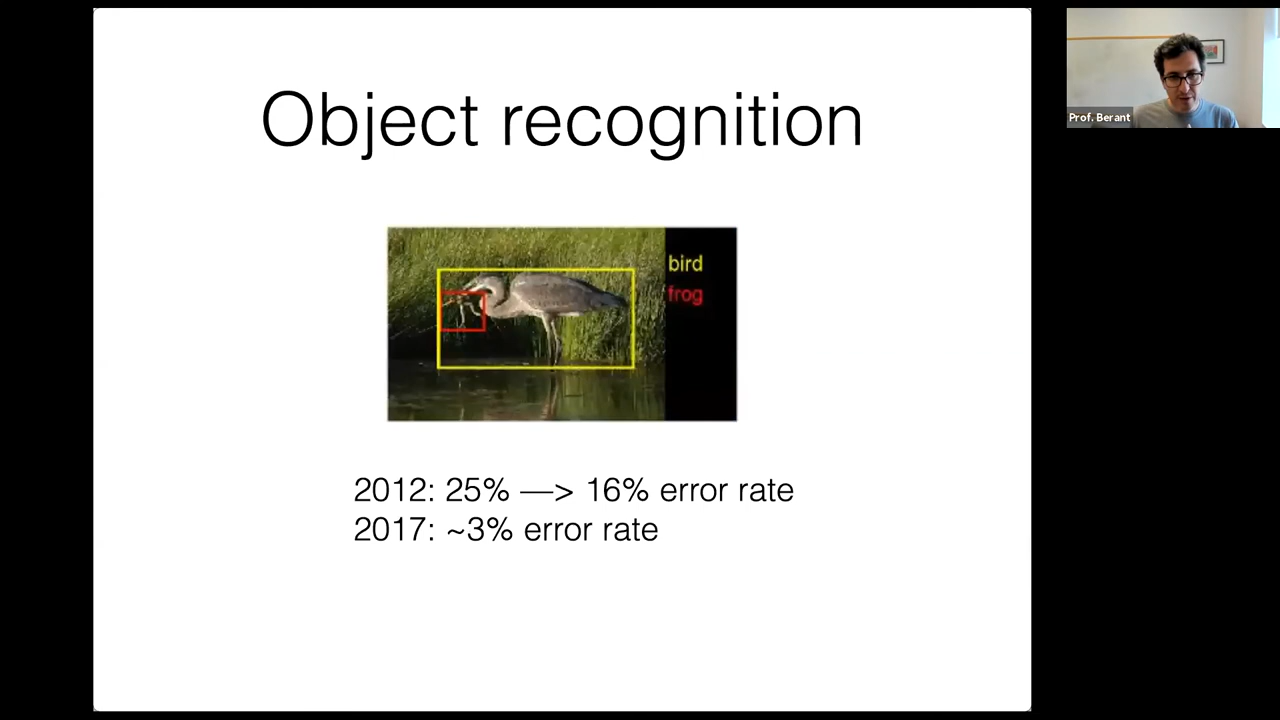 Object recognition
bird
frog
2012: 25% —> 16% error rate
2017: ~3% error rate
Prof. Berant